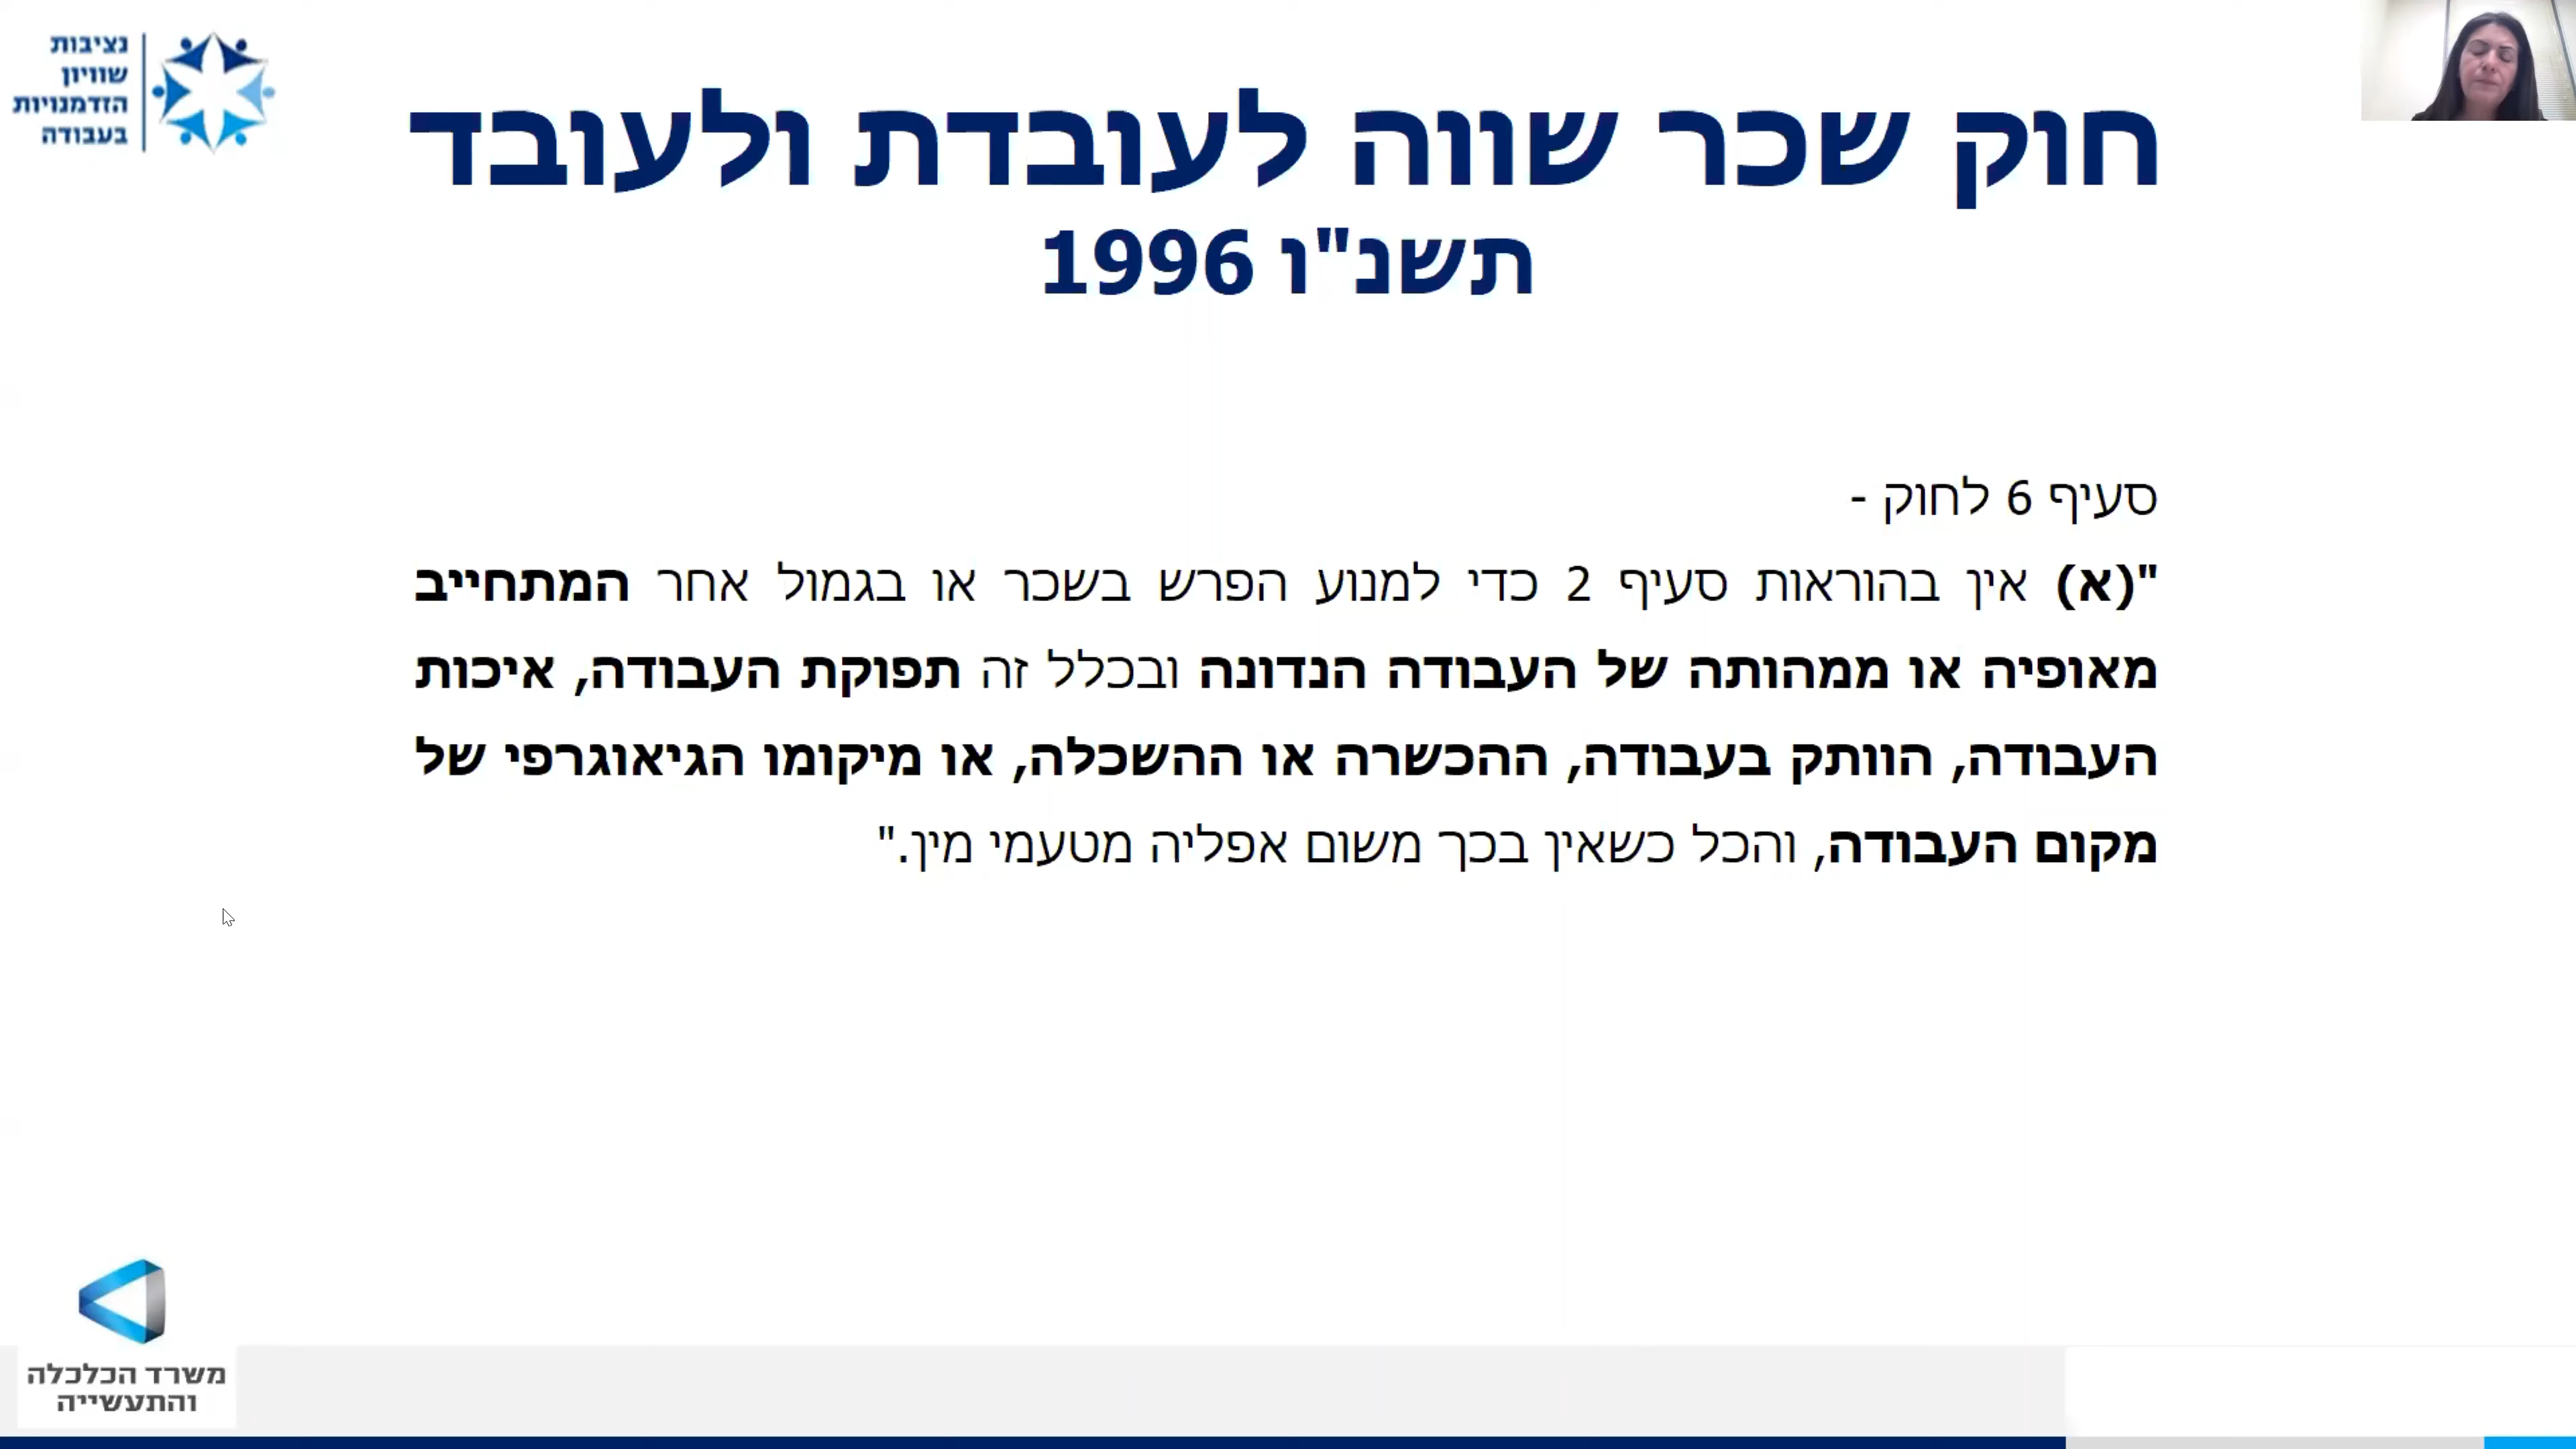 נציבות
שוויון
הזדמנויות
בעבודה
חוק שכר שווה לעובדת ולעובד
תשנ"ו 1996
סעיף 6 לחוק -
"(א) אין בהוראות סעיף 2 כדי למנוע הפרש בשכר או בגמול אחר המתחייב
מאופיה או ממהותה של העבודה הנדונה ובכלל זה תפוקת העבודה, איכות
העבודה, הוותק בעבודה, ההכשרה או ההשכלה, או מיקומו הגיאוגרפי של
מקום העבודה, והכל כשאין בכך משום אפליה מטעמי מין."
משרד הכלכלה
והתעשייה